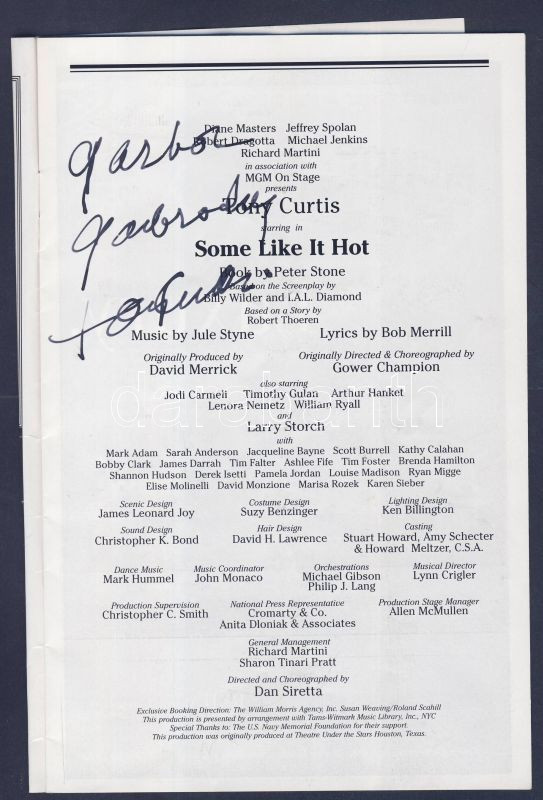 Diane Masters Jeffrey Spolan
Robert Dragotta Michael Jenkins
Richard Martini
in association with
MGM On Stage
presents
Tony Curtis
starring in
Some Like It Hot
Book by Peter Stone
Based on the Screenplay by
Billy Wilder and I.A.L. Diamond
Based on a Story by
Robert Thoeren
Music by Jule Styne Lyrics by Bob Merrill
Originally Produced by Originally Directed & Choreographed by
David Merrick Gower Champion
also starring
Jodi Carmeli Timothy Gulan Arthur Hanket
Lenora Nemetz William Ryall
and
Larry Storch
with
Mark Adam Sarah Anderson Jacqueline Bayne Scott Burrell Kathy Calahan
Bobby Clark James Darrah Tim Falter Ashlee Fife Tim Foster Brenda Hamilton
Shannon Hudson Derek Isetti Pamela Jordan Louise Madison Ryan Migge
Elise Molinelli David Monzione Marisa Rozek Karen Sieber
Scenic Design Costume Design Lighting Design
James Leonard Joy Suzy Benzinger Ken Billington
Sound Design Hair Design Casting
Christopher K. Bond David H. Lawrence Stuart Howard, Amy Schecter
& Howard Meltzer, C.S.A.
Dance Music Music Coordinator Orchestrations Musical Director
Mark Hummel John Monaco Michael Gibson Lynn Crigler
Philip J. Lang
Production Supervision National Press Representative Production Stage Manager
Christopher C. Smith Cromarty & Co. Allen McMullen
Anita Dloniak & Associates
General Management
Richard Martini
Sharon Tinari Pratt
Directed and Choreographed by
Dan Siretta
Exclusive Booking Direction: The William Morris Agency, Inc. Susan Weaving/Roland Scahill
This production is presented by arrangement with Tams-Witmark Music Library, Inc., NYC
Special Thanks to: The U.S. Navy Memorial Foundation for their support.
This production was originally produced at Theatre Under the Stars Houston, Texas.
darabanth